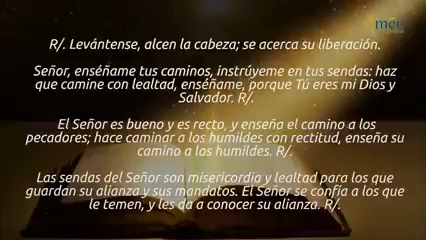 R/. Levántense, alcen la cabeza; se acerca su liberación.
Señor, enséñame tus caminos, instrúyeme en tus sendas: haz
que camine con lealtad, enséñame, porque Tú eres mi Dios y
Salvador. R/.
El Señor es bueno y es recto, y enseña el camino a los
pecadores; hace caminar a los humildes con rectitud, enseña su
camino a los humildes. R/.
Las sendas del Señor son misericordia y lealtad para los que
guardan su alianza y sus mandatos. El Señor se confía a los que
le temen, y les da a conocer su alianza. R/.